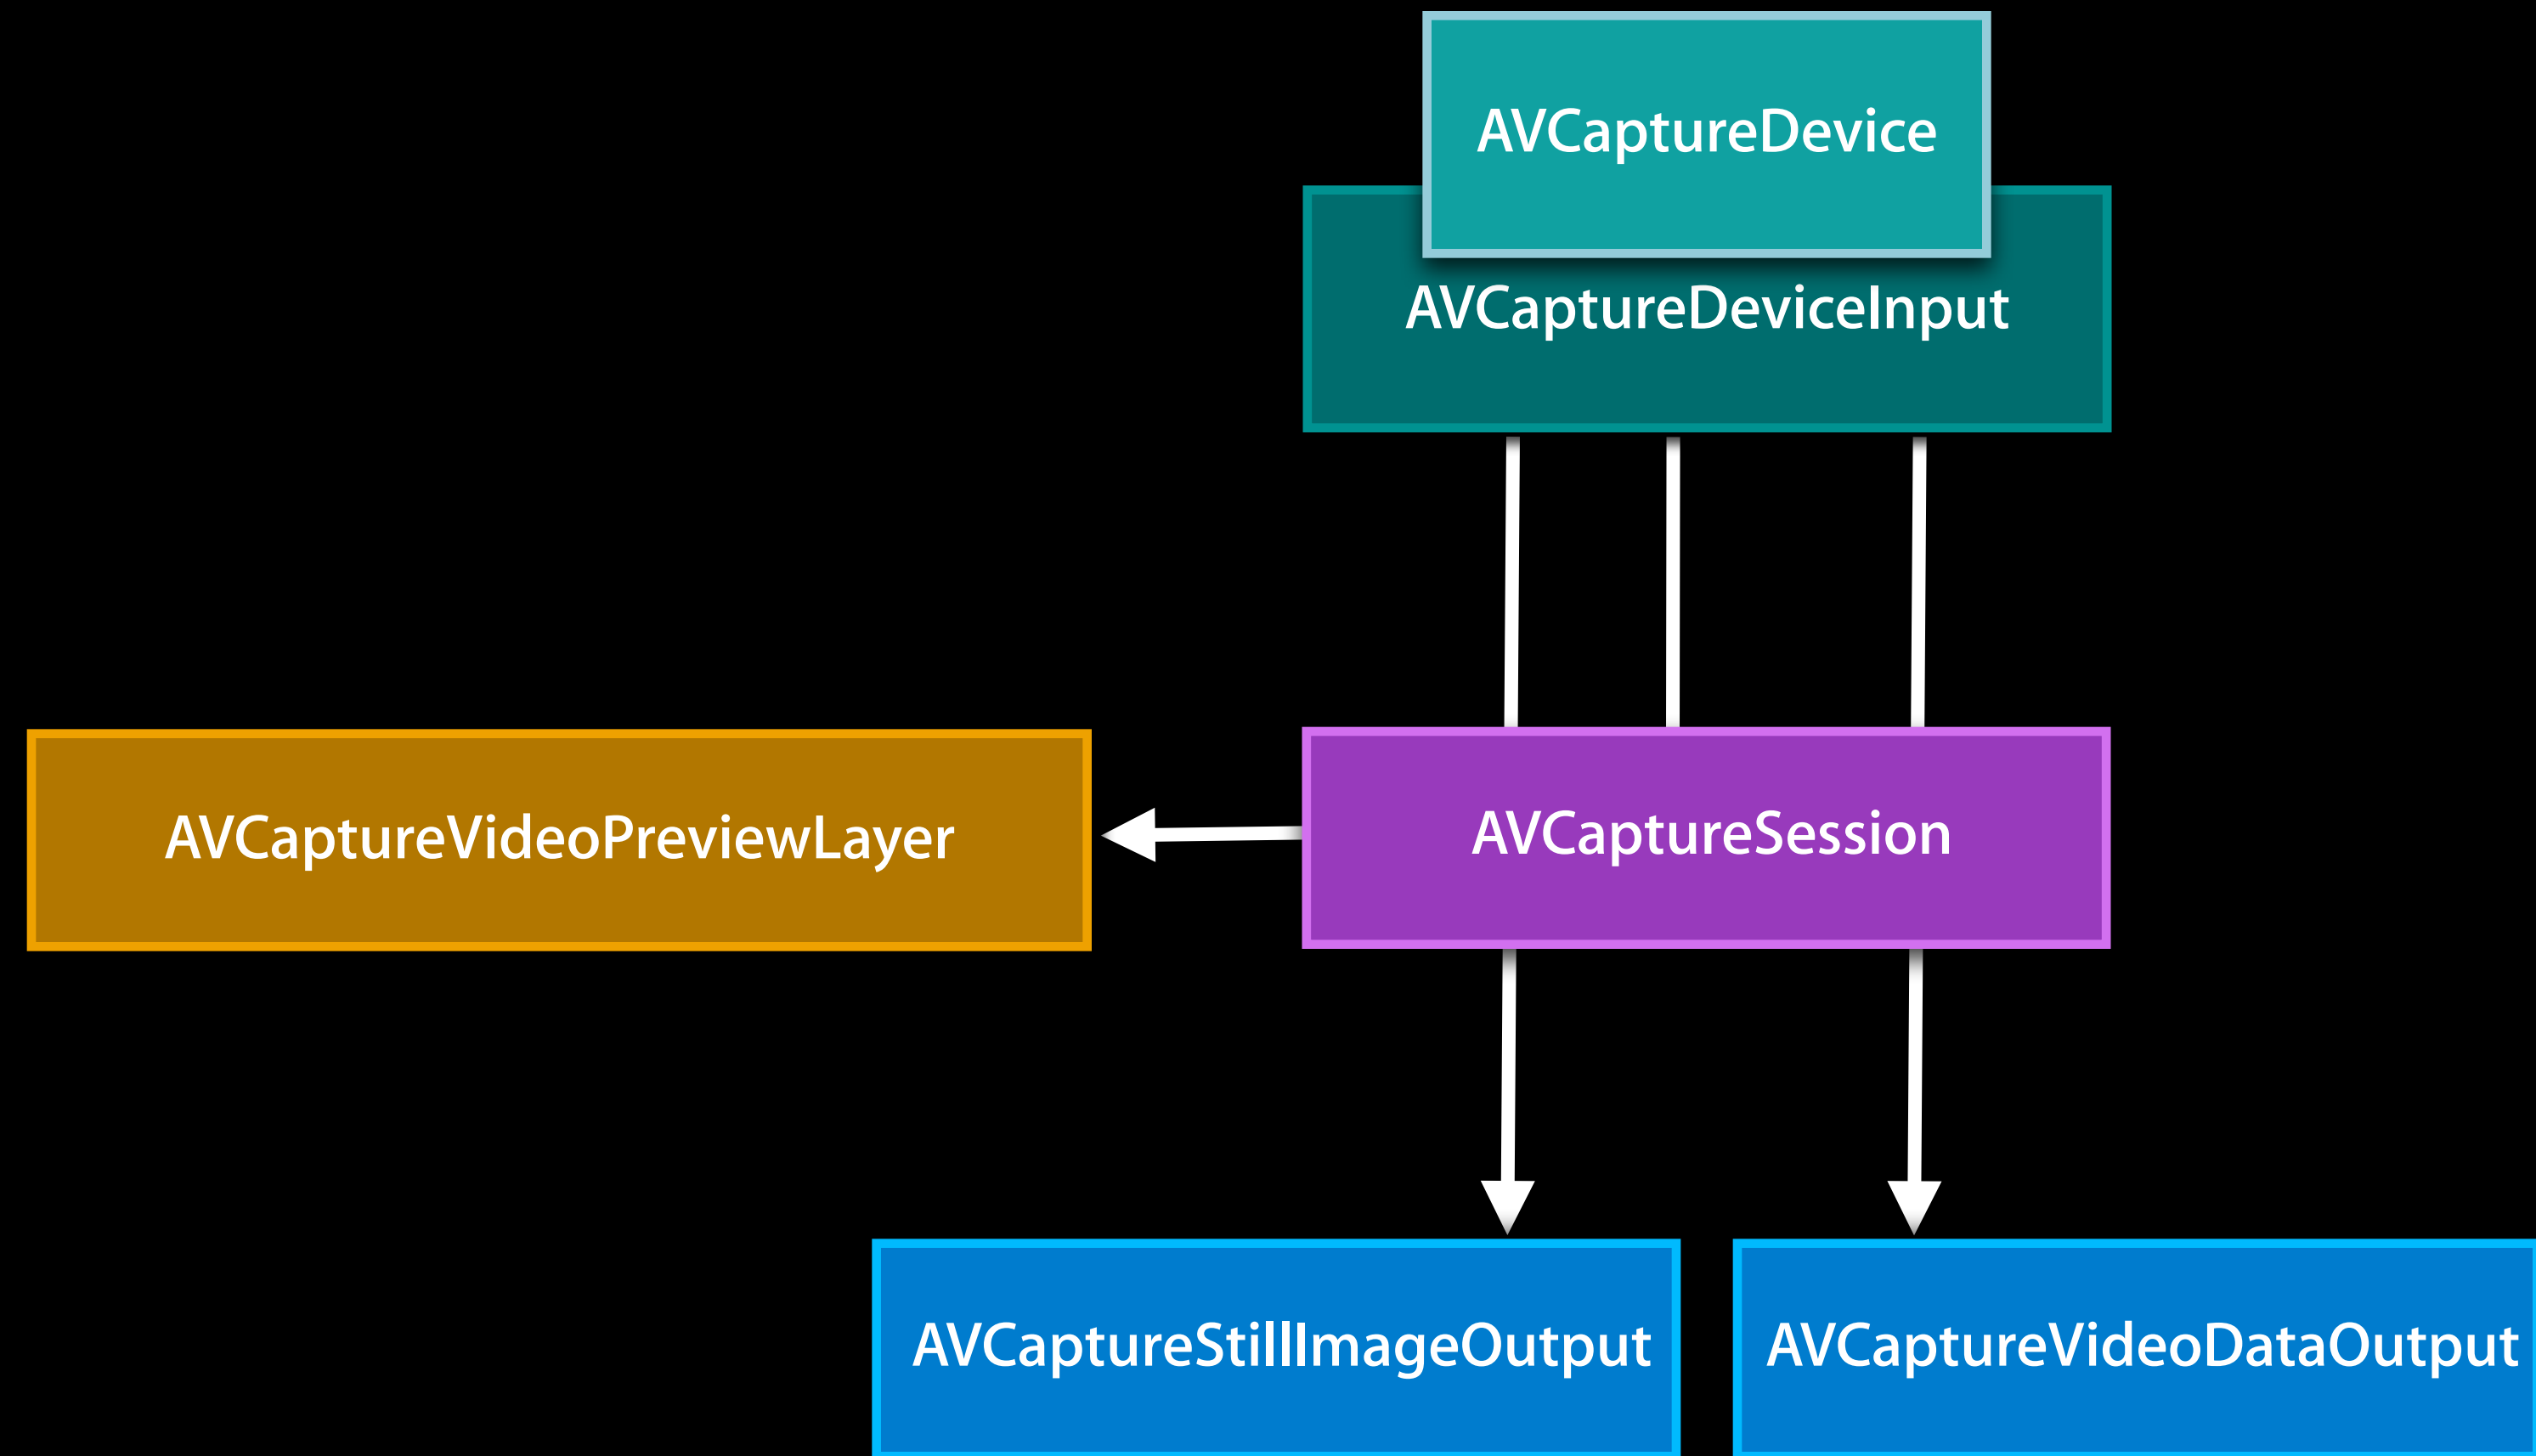 AVCaptureDevice
AVCaptureDeviceInput
AVCaptureVideoPreviewLayer
AVCaptureSession
AVCaptureStillImageOutput
AVCaptureVideoDataOutput